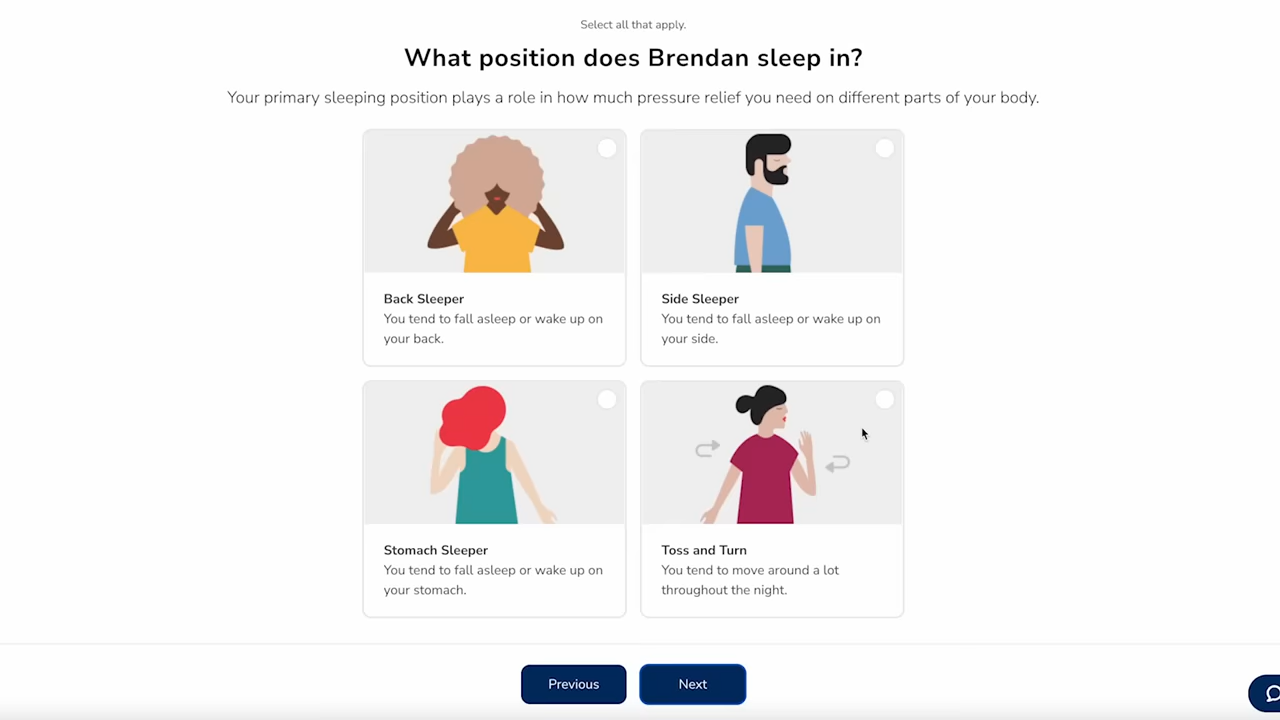 Select all that apply.
What position does Brendan sleep in?
Your primary sleeping position plays a role in how much pressure relief you need on different parts of your body.
Back Sleeper
You tend to fall asleep or wake up on
your back.
Side Sleeper
You tend to fall asleep or wake up on
your side.
Stomach Sleeper
You tend to fall asleep or wake up on
your stomach.
Toss and Turn
You tend to move around a lot
throughout the night.
Previous
Next